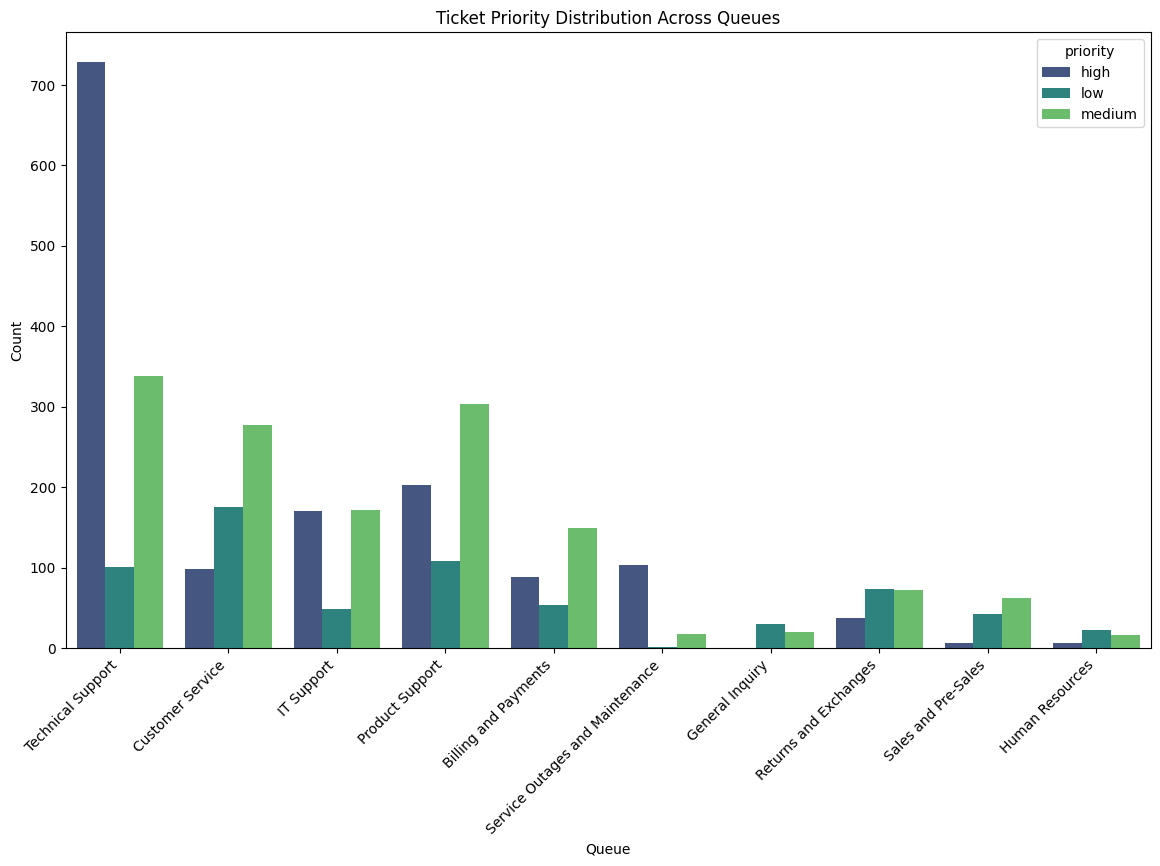 Ticket Priority Distribution Across Queues
priority
high
low
medium
700
600
500
400
300
200
100
0
Count
Technical Support
Customer Service
IT Support
Product Support
Billing and Payments
Service Outages and Maintenance
General Inquiry
Returns and Exchanges
Sales and Pre-Sales
Human Resources
Queue